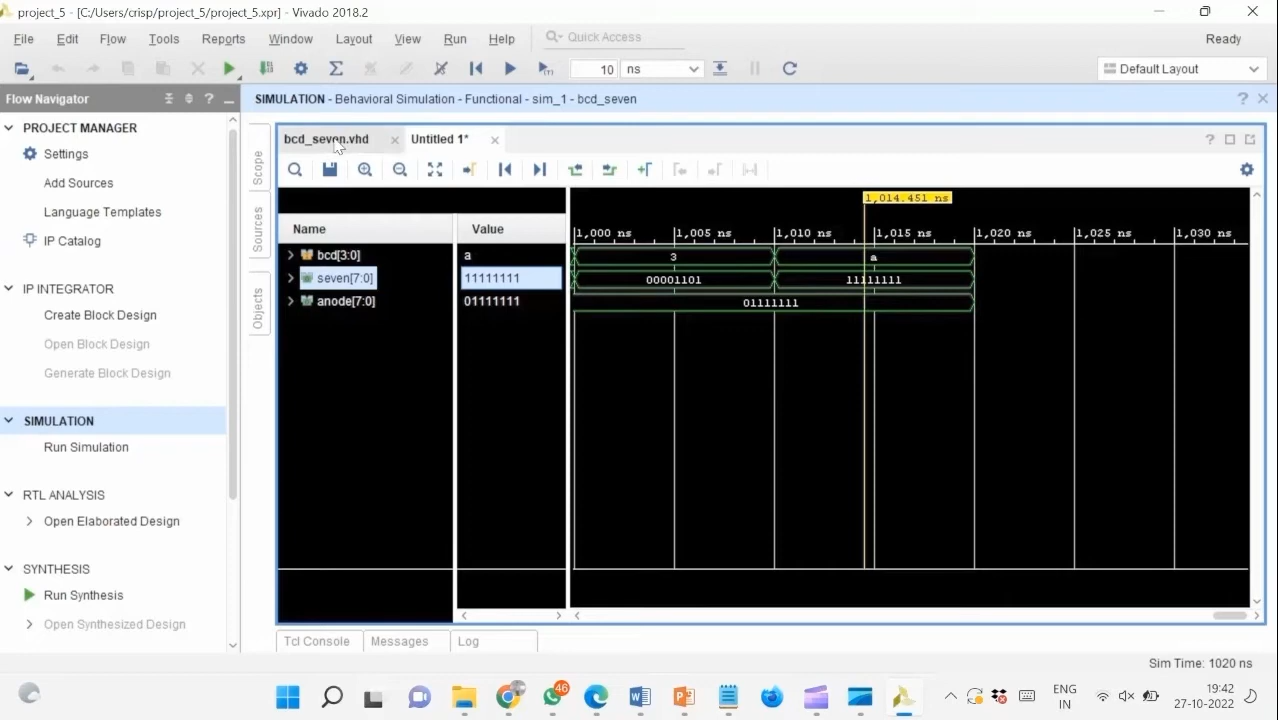 project_5 - [C:/Users/crisp/project_5/project_5.xpr] - Vivado 2018.2
File Edit Flow Tools Reports Window Layout View Run Help Quick Access Ready
10 ns Default Layout
Flow Navigator
SIMULATION - Behavioral Simulation - Functional - sim_1 - bcd_seven
PROJECT MANAGER
Settings
Add Sources
Language Templates
IP Catalog
IP INTEGRATOR
Create Block Design
Open Block Design
Generate Block Design
SIMULATION
Run Simulation
RTL ANALYSIS
Open Elaborated Design
SYNTHESIS
Run Synthesis
Open Synthesized Design
Scope
Sources
Objects
bcd_seven.vhd Untitled 1*
1,014.451 ns
Name Value 1,000 ns 1,005 ns 1,010 ns 1,015 ns 1,020 ns 1,025 ns 1,030 ns
bcd[3:0] a 3 a
seven[7:0] 11111111 00001101 11111111
anode[7:0] 01111111 01111111
Tcl Console Messages Log
Sim Time: 1020 ns
46
ENG
IN
19:42
27-10-2022